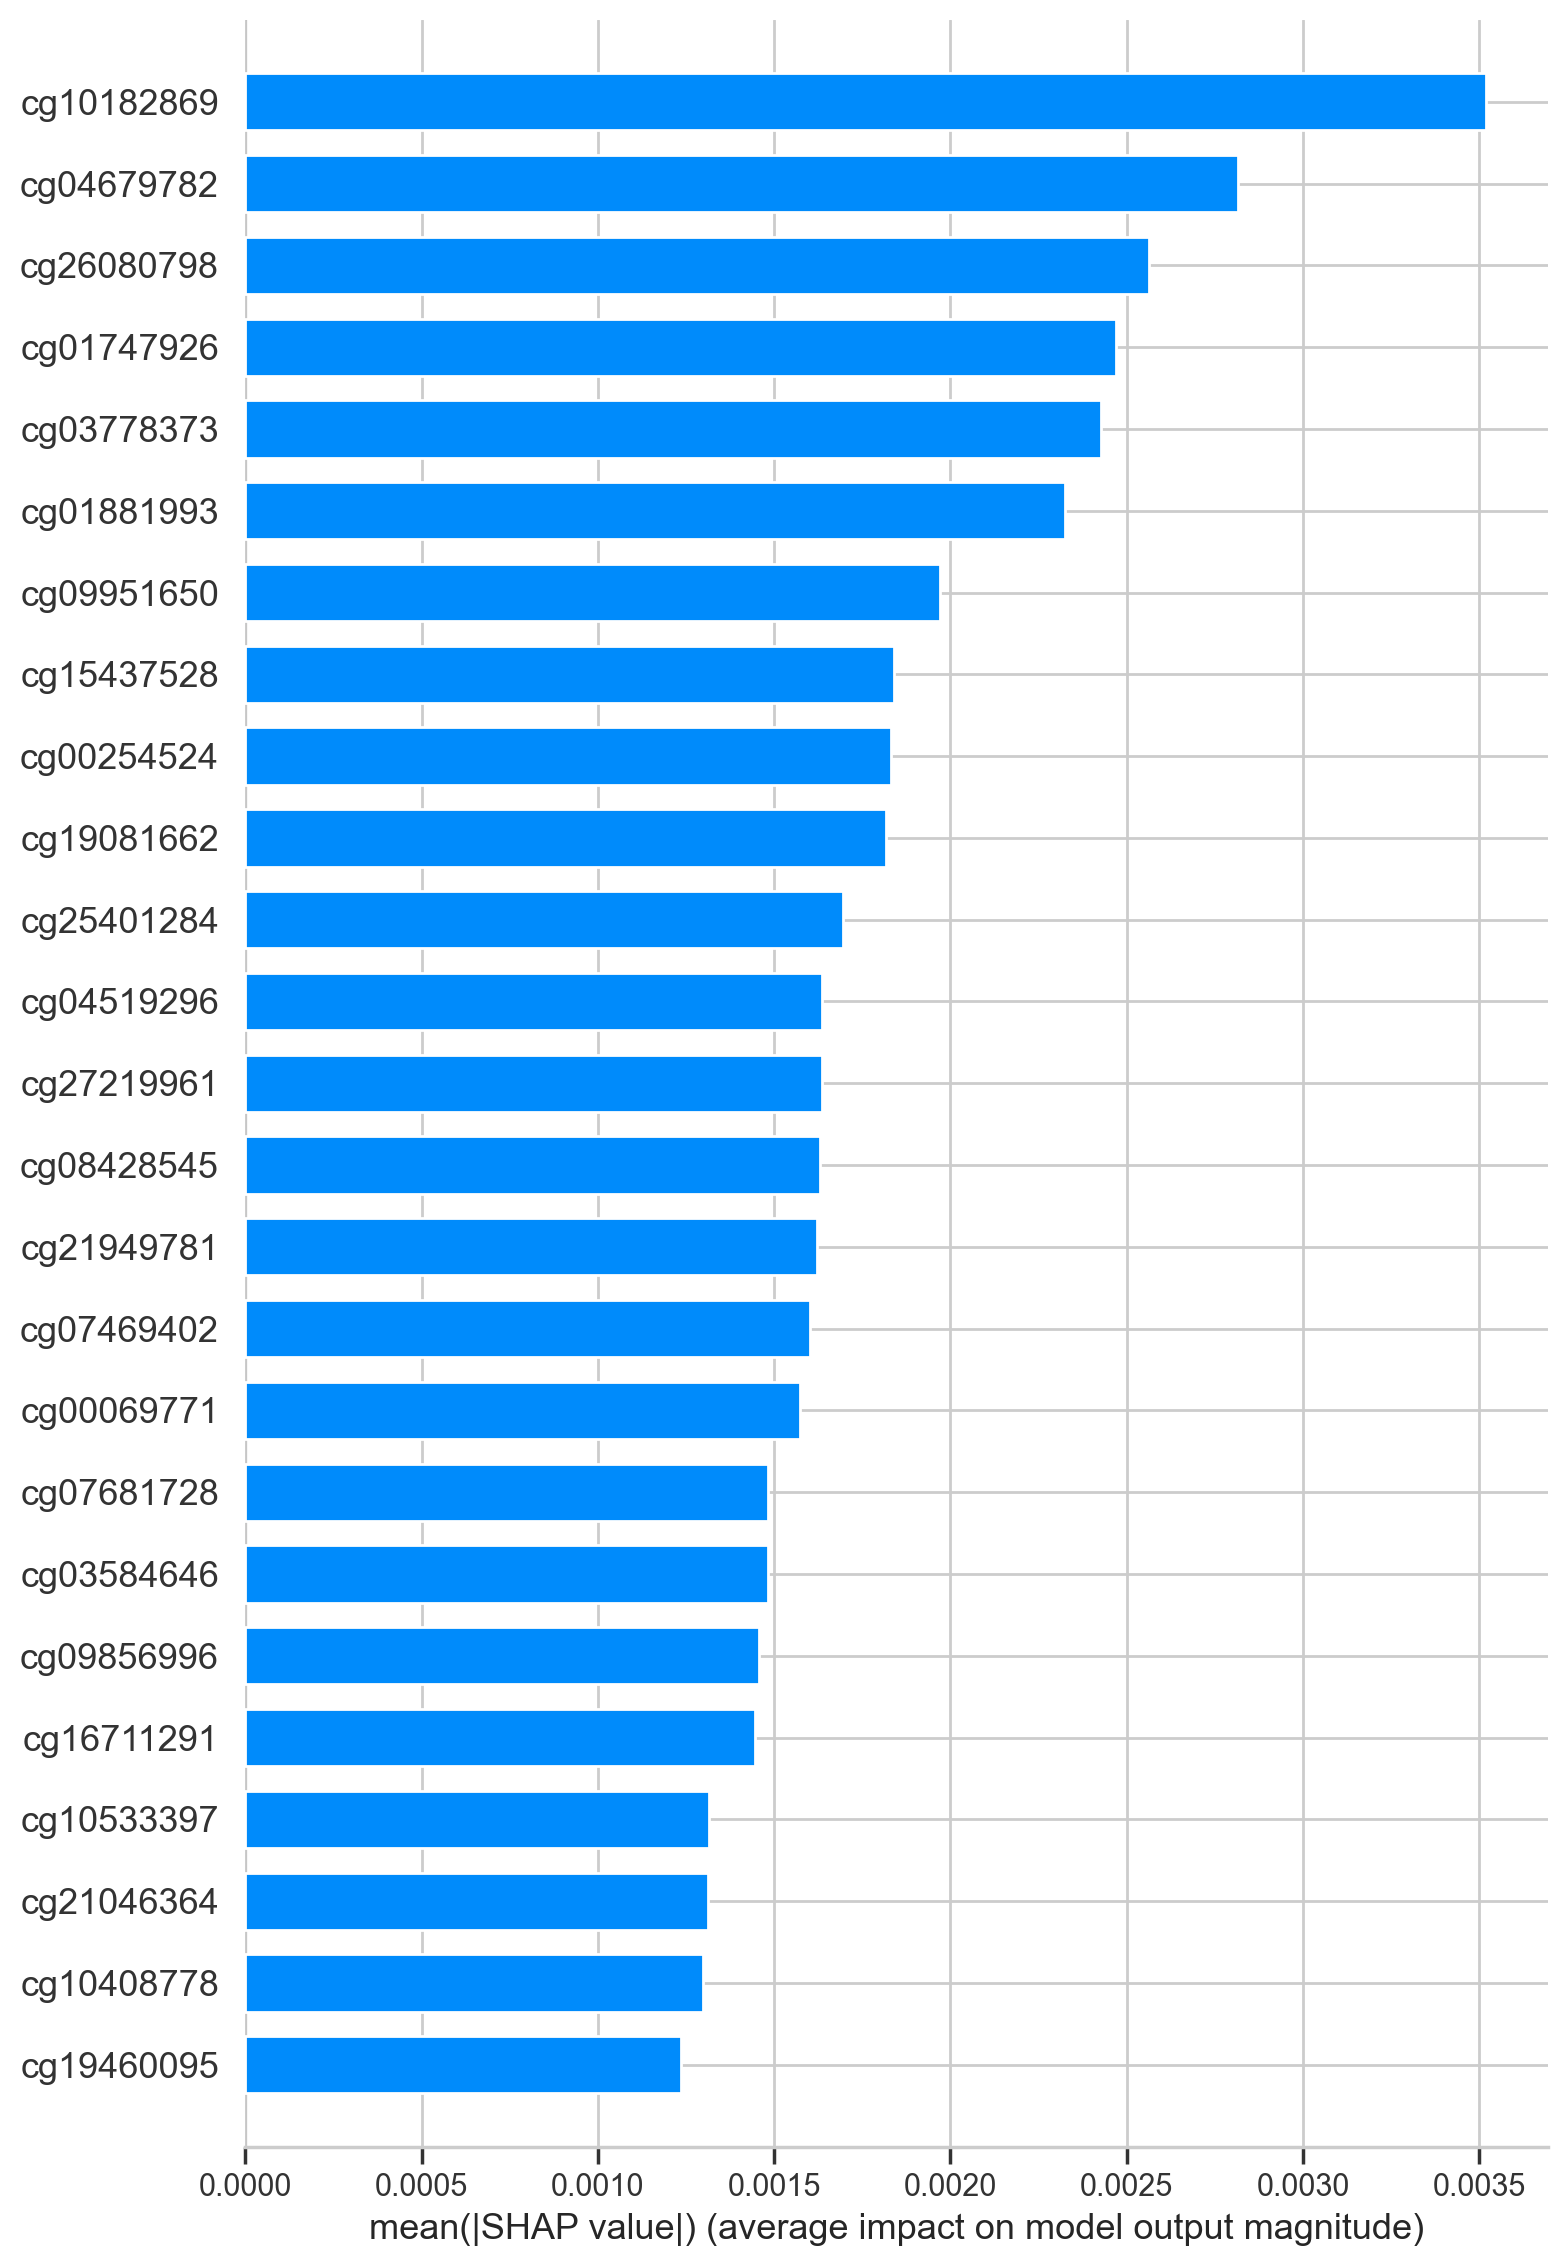 cg10182869
cg04679782
cg26080798
cg01747926
cg03778373
cg01881993
cg09951650
cg15437528
cg00254524
cg19081662
cg25401284
cg04519296
cg27219961
cg08428545
cg21949781
cg07469402
cg00069771
cg07681728
cg03584646
cg09856996
cg16711291
cg10533397
cg21046364
cg10408778
cg19460095
0.0000 0.0005 0.0010 0.0015 0.0020 0.0025 0.0030 0.0035
mean(|SHAP value|) (average impact on model output magnitude)